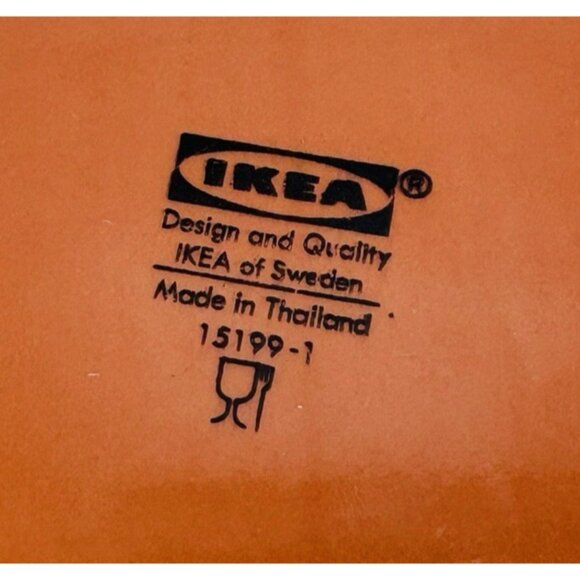 IKEA®
Design and Quality
IKEA of Sweden
Made in Thailand
15199-1